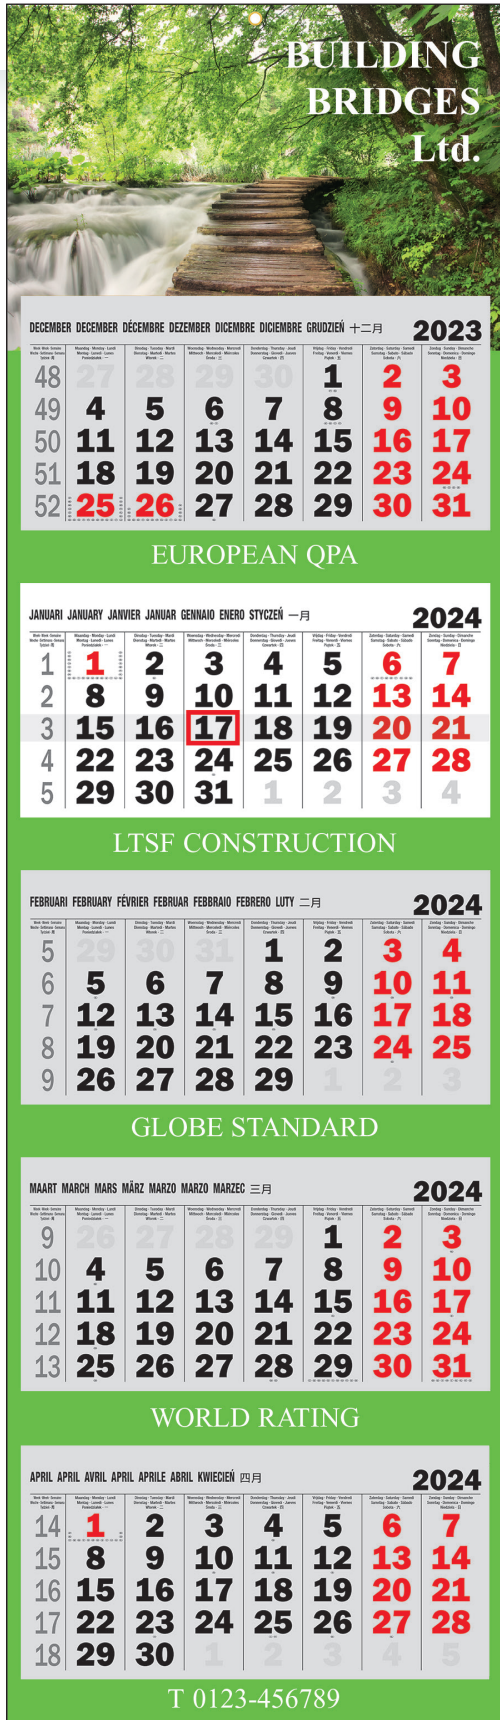 BUILDING
BRIDGES
Ltd.
DECEMBER DECEMBER DÉCEMBRE DEZEMBER DICEMBRE DICIEMBRE GRUDZIEŃ 十二月 2023
48 27 28 29 30 1 2 3
49 4 5 6 7 8 9 10
50 11 12 13 14 15 16 17
51 18 19 20 21 22 23 24
52 25 26 27 28 29 30 31
EUROPEAN QPA
JANUARI JANUARY JANVIER JANUAR GENNAIO ENERO STYCZEŃ 一月 2024
1 1 2 3 4 5 6 7
2 8 9 10 11 12 13 14
3 15 16 17 18 19 20 21
4 22 23 24 25 26 27 28
5 29 30 31 1 2 3 4
LTSF CONSTRUCTION
FEBRUARI FEBRUARY FÉVRIER FEBRUAR FEBBRAIO FEBRERO LUTY 二月 2024
5 29 30 31 1 2 3 4
6 5 6 7 8 9 10 11
7 12 13 14 15 16 17 18
8 19 20 21 22 23 24 25
9 26 27 28 29 1 2 3
GLOBE STANDARD
MAART MARCH MARS MÄRZ MARZO MARZO MARZEC 三月 2024
9 26 27 28 29 1 2 3
10 4 5 6 7 8 9 10
11 11 12 13 14 15 16 17
12 18 19 20 21 22 23 24
13 25 26 27 28 29 30 31
WORLD RATING
APRIL APRIL AVRIL APRIL APRILE ABRIL KWIECIEŃ 四月 2024
14 1 2 3 4 5 6 7
15 8 9 10 11 12 13 14
16 15 16 17 18 19 20 21
17 22 23 24 25 26 27 28
18 29 30 1 2 3 4 5
T 0123-456789